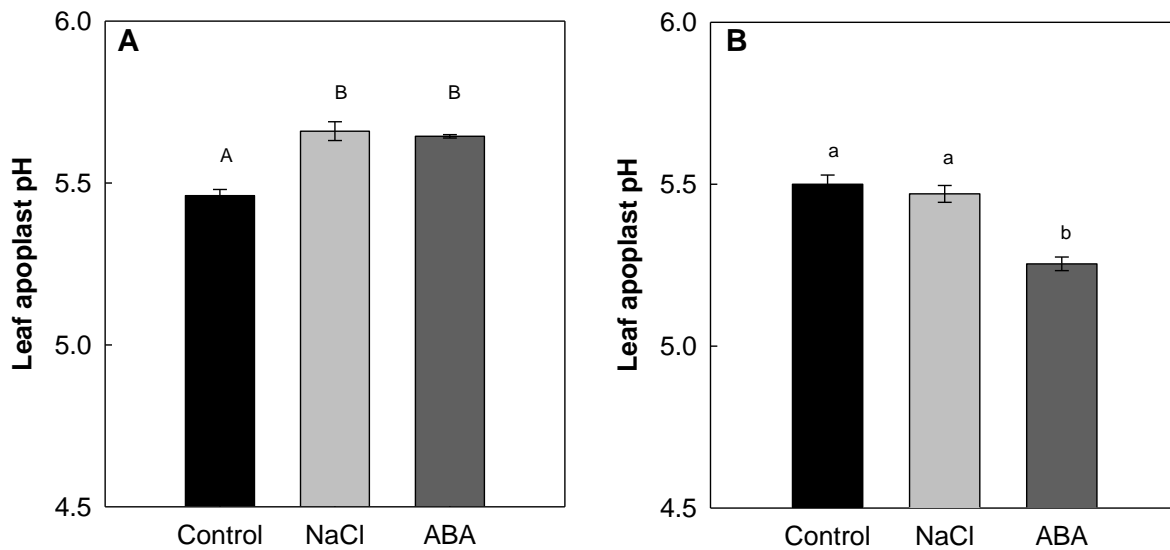 A
Leaf apoplast pH
6.0
5.5
5.0
4.5
A
B
B
Control
NaCl
ABA
B
Leaf apoplast pH
6.0
5.5
5.0
4.5
a
a
b
Control
NaCl
ABA